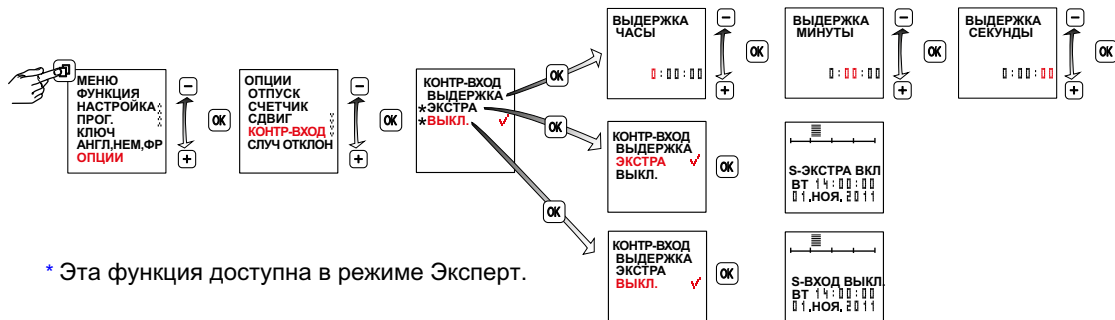 МЕНЮ
ФУНКЦИЯ
НАСТРОЙКА
ПРОГ.
КЛЮЧ
АНГЛ,НЕМ,ФР
ОПЦИИ
−
+
OK
ОПЦИИ
ОТПУСК
СЧЕТЧИК
СДВИГ
КОНТР-ВХОД
СЛУЧ ОТКЛОН
−
+
OK
КОНТР-ВХОД
ВЫДЕРЖКА
*ЭКСТРА
*ВЫКЛ.
OK
OK
OK
ВЫДЕРЖКА
ЧАСЫ
0:00:00
−
+
OK
ВЫДЕРЖКА
МИНУТЫ
0:00:00
−
+
OK
ВЫДЕРЖКА
СЕКУНДЫ
0:00:00
−
+
OK
КОНТР-ВХОД
ВЫДЕРЖКА
ЭКСТРА
ВЫКЛ.
OK
S-ЭКСТРА ВКЛ
ВТ 14:00:00
01.НОЯ.2011
КОНТР-ВХОД
ВЫДЕРЖКА
ЭКСТРА
ВЫКЛ.
OK
S-ВХОД ВЫКЛ.
ВТ 14:00:00
01.НОЯ.2011
* Эта функция доступна в режиме Эксперт.